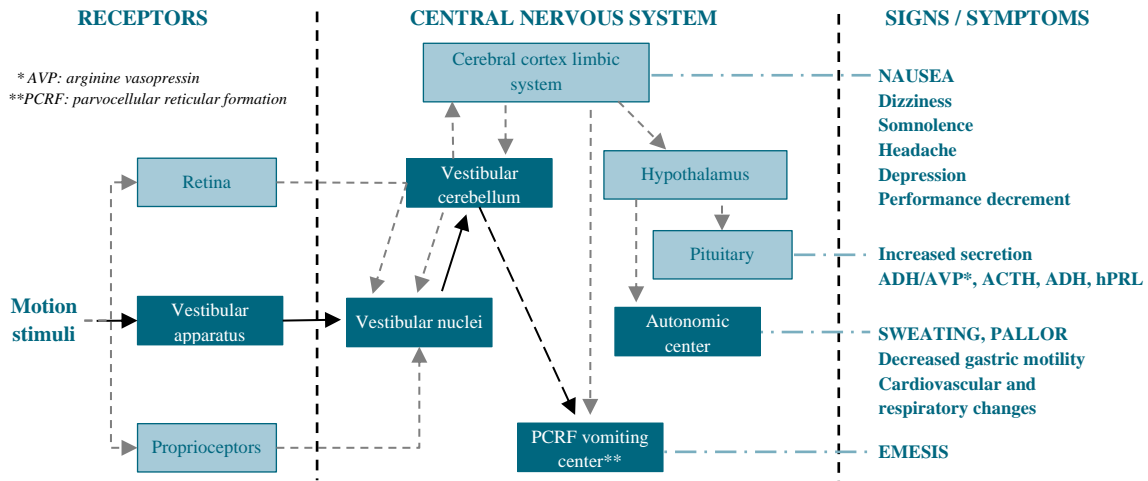 RECEPTORS
CENTRAL NERVOUS SYSTEM
SIGNS / SYMPTOMS
* AVP: arginine vasopressin
**PCRF: parvocellular reticular formation
Cerebral cortex limbic
system
NAUSEA
Dizziness
Somnolence
Headache
Depression
Performance decrement
Retina
Vestibular
cerebellum
Hypothalamus
Pituitary
Increased secretion
ADH/AVP*, ACTH, ADH, hPRL
Motion
stimuli
Vestibular
apparatus
Vestibular nuclei
Autonomic
center
SWEATING, PALLOR
Decreased gastric motility
Cardiovascular and
respiratory changes
Proprioceptors
PCRF vomiting
center**
EMESIS